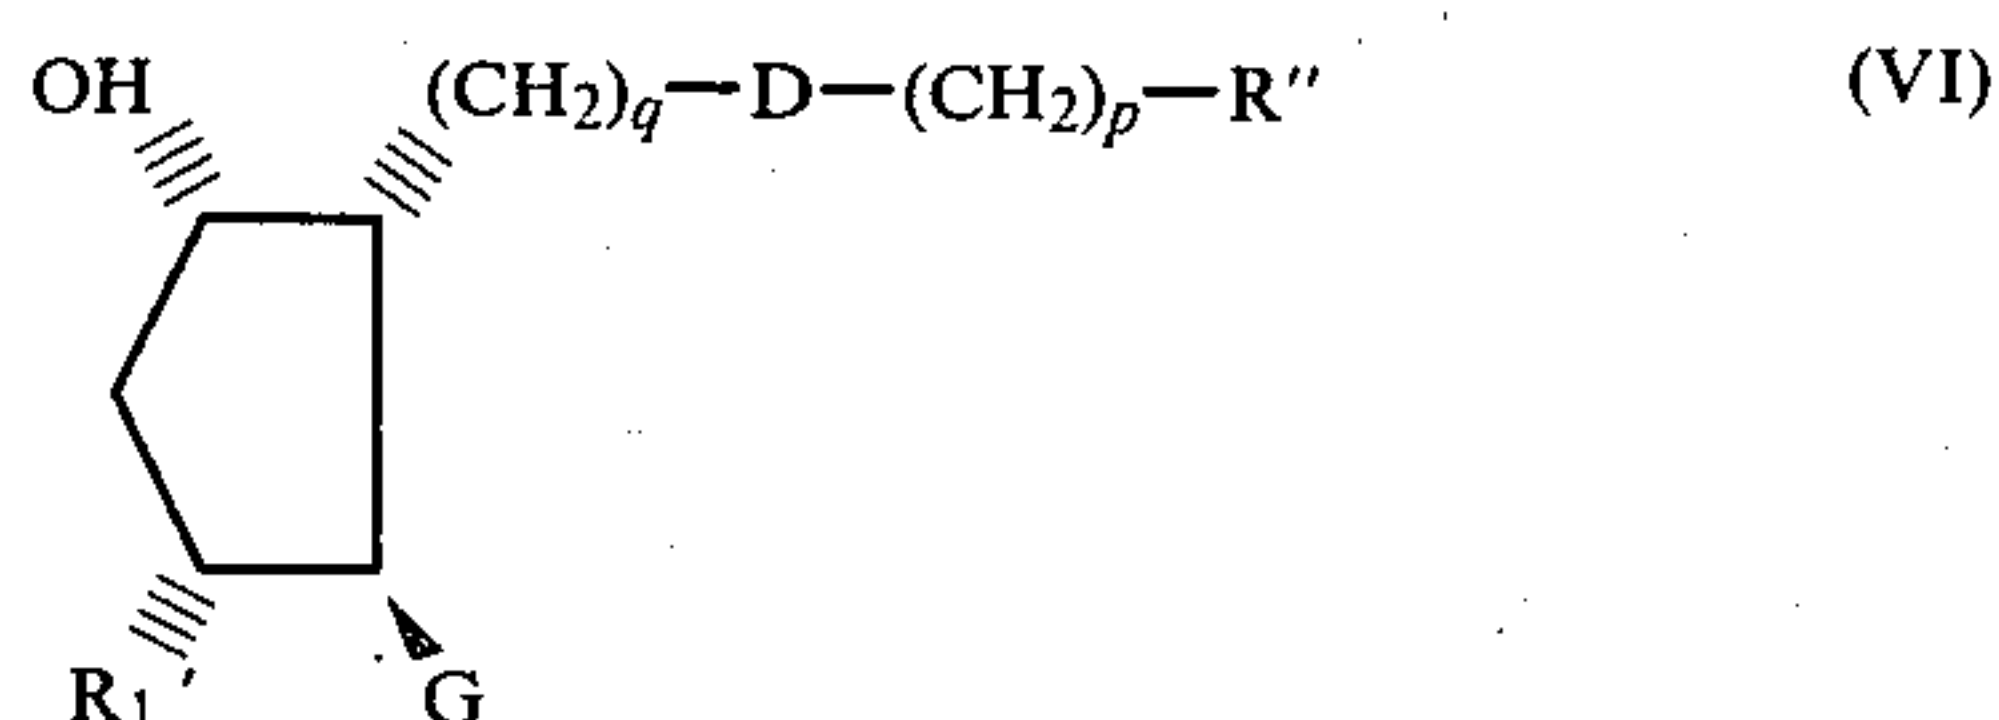 OH (CH₂)q—D—(CH₂)p—R″ (VI)
R₁′ G